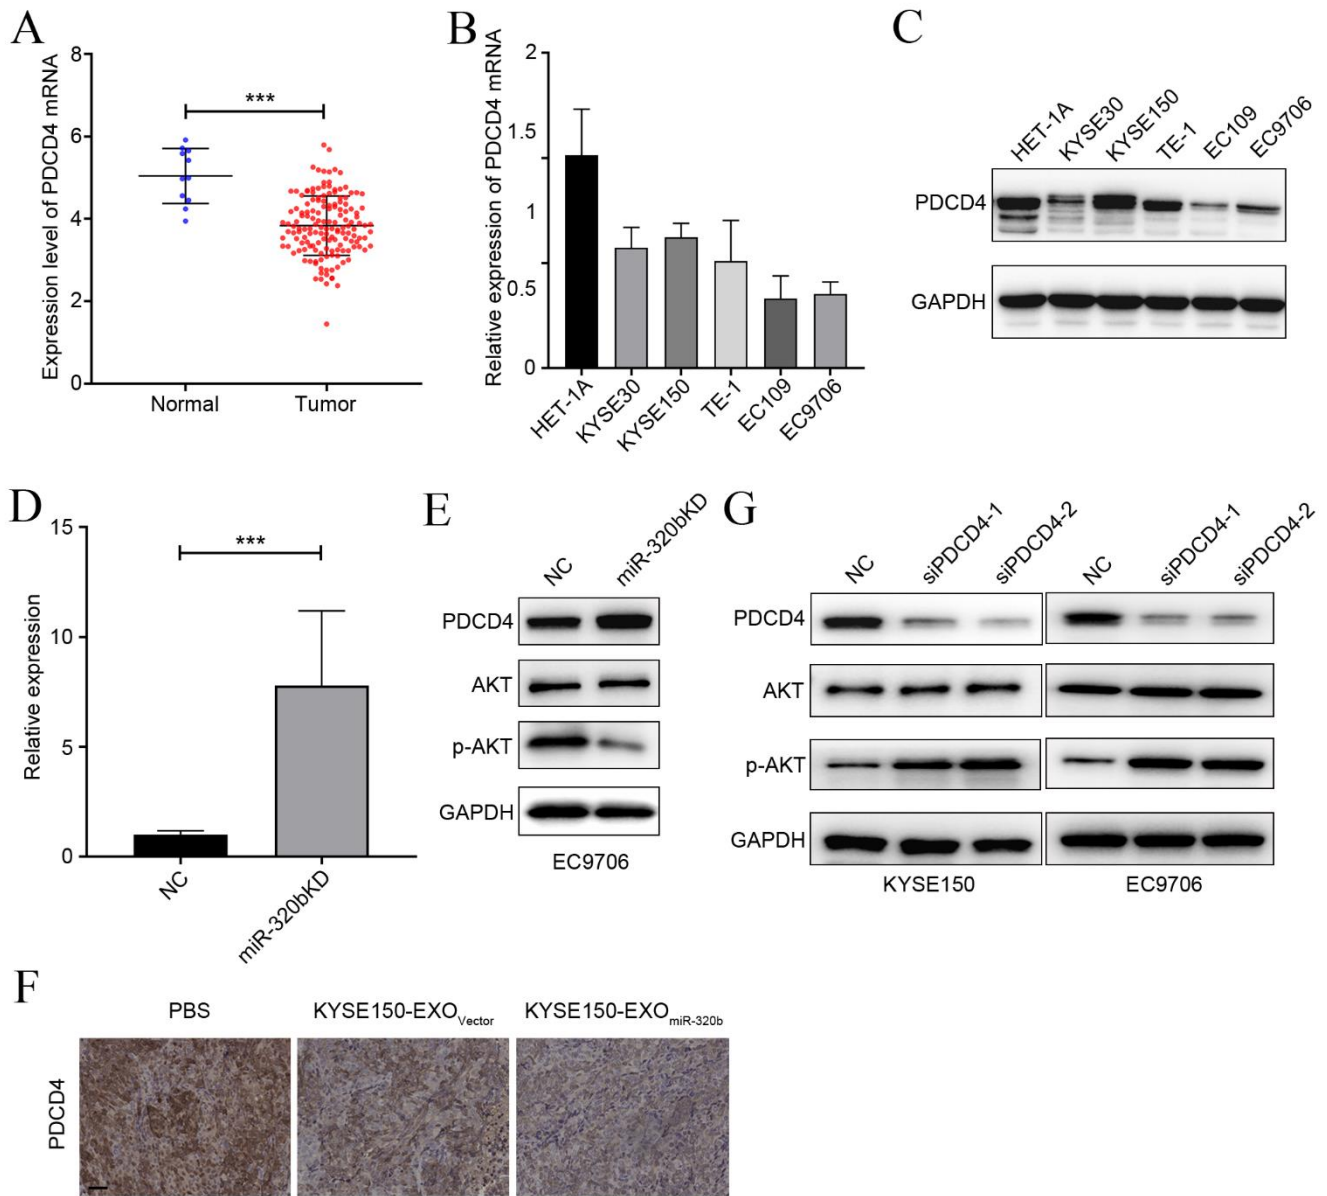 A
Expression level of PDCD4 mRNA
8
6
4
2
0
***
Normal
Tumor
B
Relative expression of PDCD4 mRNA
2
1.5
1
0.5
0
HET-1A
KYSE30
KYSE150
TE-1
EC109
EC9706
C
HET-1A
KYSE30
KYSE150
TE-1
EC109
EC9706
PDCD4
GAPDH
D
Relative expression
15
10
5
0
***
NC
miR-320bKD
E
NC
miR-320bKD
PDCD4
AKT
p-AKT
GAPDH
EC9706
G
NC
siPDCD4-1
siPDCD4-2
NC
siPDCD4-1
siPDCD4-2
PDCD4
AKT
p-AKT
GAPDH
KYSE150
EC9706
F
PBS
KYSE150-EXOVector
KYSE150-EXOmiR-320b
PDCD4